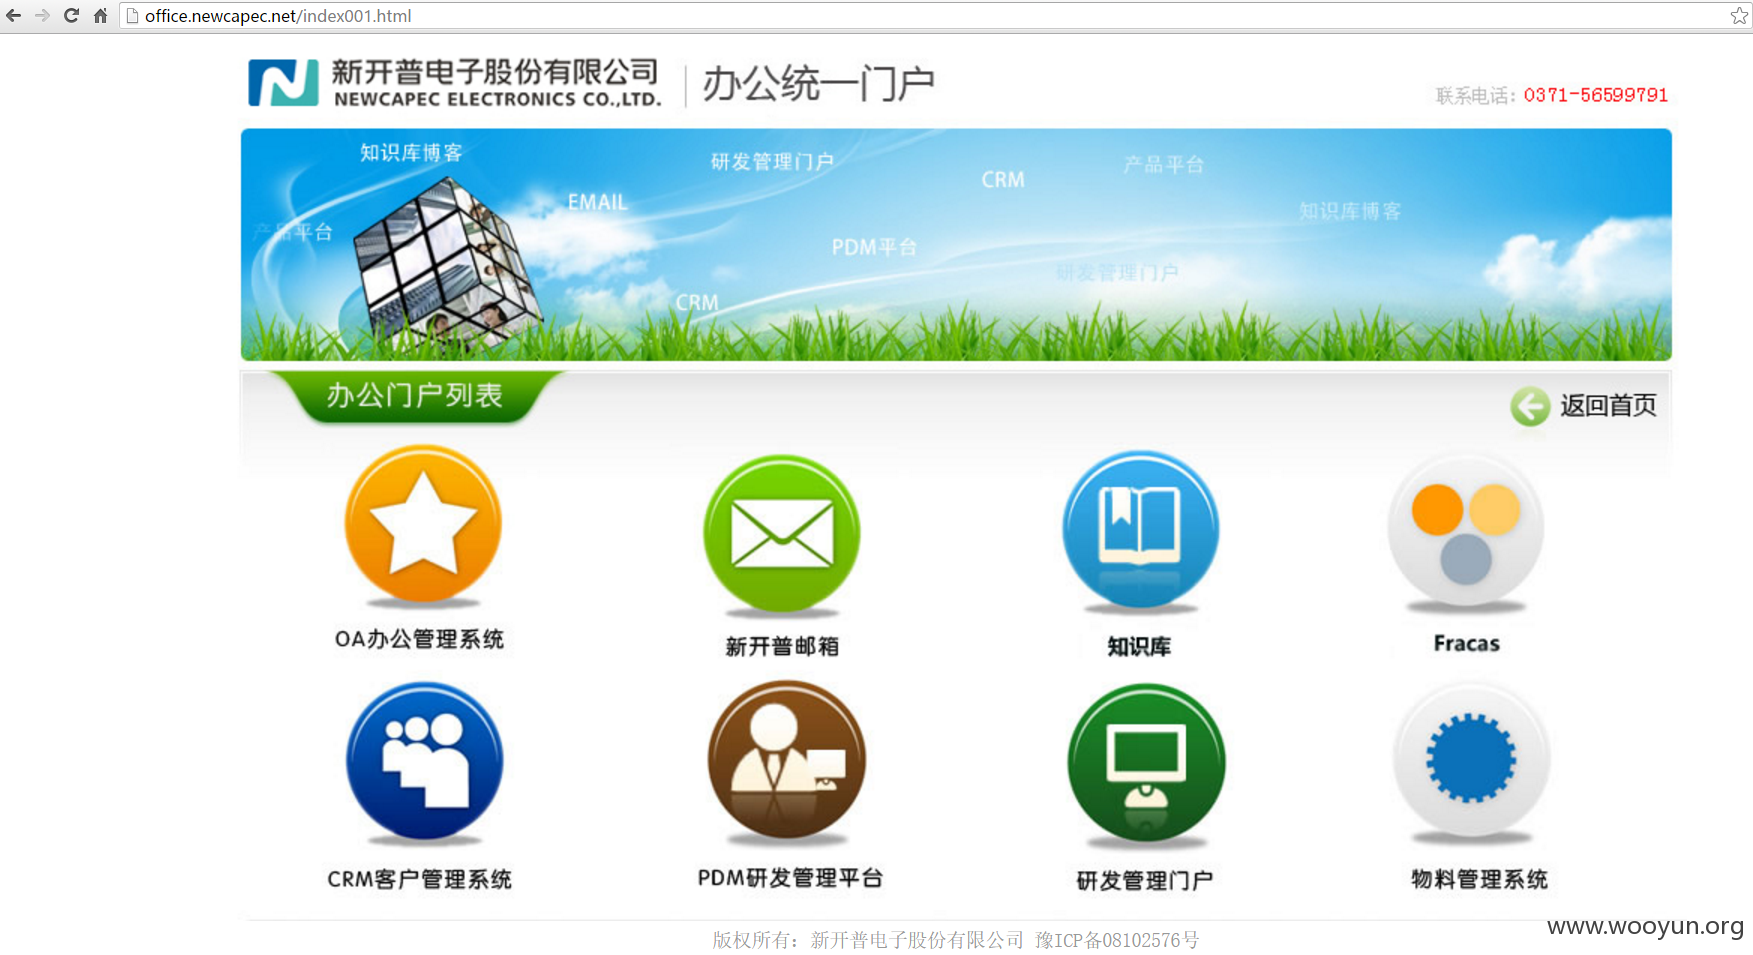 office.newcapec.net/index001.html
新开普电子股份有限公司
NEWCAPEC ELECTRONICS CO.,LTD.
办公统一门户
联系电话：0371-56599791
知识库博客
研发管理门户
产品平台
CRM
EMAIL
知识库博客
产品平台
PDM平台
研发管理门户
CRM
办公门户列表
返回首页
OA办公管理系统
新开普邮箱
知识库
Fracas
CRM客户管理系统
PDM研发管理平台
研发管理门户
物料管理系统
www.wooyun.org
版权所有：新开普电子股份有限公司 豫ICP备08102576号